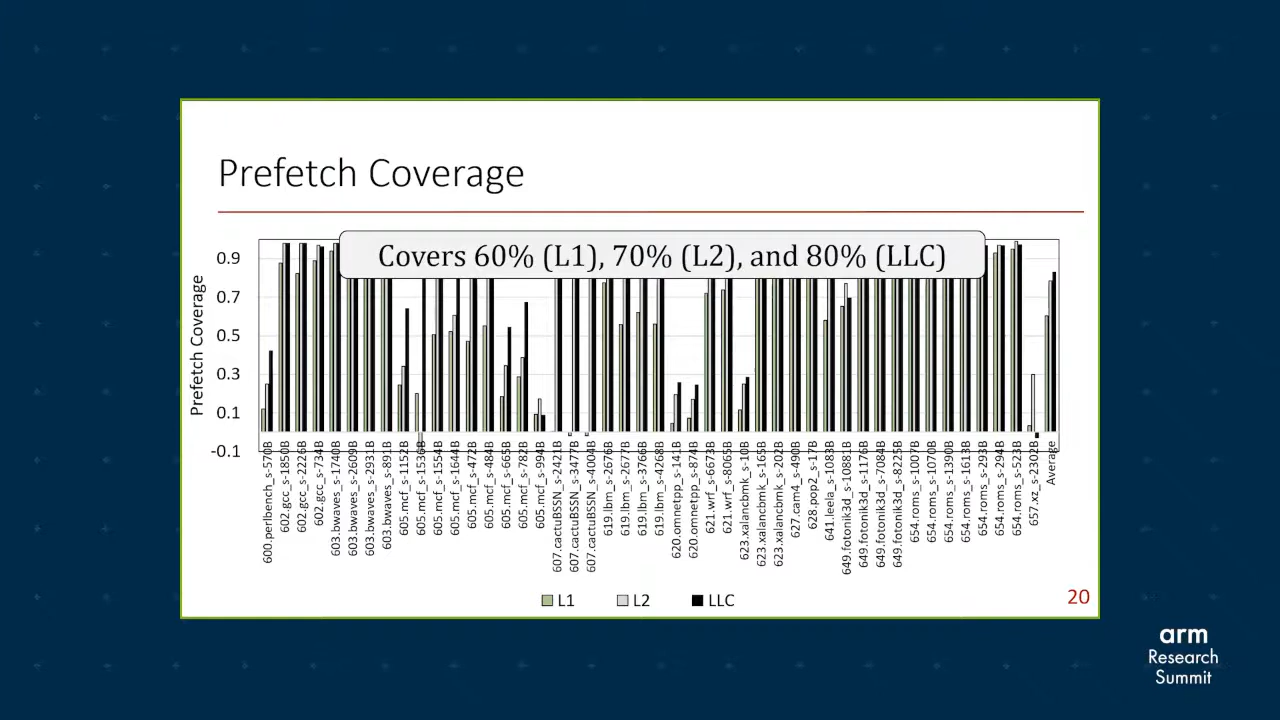 Prefetch Coverage
Covers 60% (L1), 70% (L2), and 80% (LLC)
Prefetch Coverage
0.9
0.7
0.5
0.3
0.1
-0.1
600.perlbench_s-570B
602.gcc_s-1850B
602.gcc_s-2226B
602.gcc_s-734B
603.bwaves_s-1740B
603.bwaves_s-2609B
603.bwaves_s-2931B
603.bwaves_s-891B
605.mcf_s-1152B
605.mcf_s-1536B
605.mcf_s-1554B
605.mcf_s-1644B
605.mcf_s-472B
605.mcf_s-484B
605.mcf_s-665B
605.mcf_s-782B
605.mcf_s-994B
607.cactuBSSN_s-2421B
607.cactuBSSN_s-3477B
607.cactuBSSN_s-4004B
619.lbm_s-2676B
619.lbm_s-2677B
619.lbm_s-3766B
619.lbm_s-4268B
620.omnetpp_s-141B
620.omnetpp_s-874B
621.wrf_s-6673B
621.wrf_s-8065B
623.xalancbmk_s-10B
623.xalancbmk_s-165B
623.xalancbmk_s-202B
627.cam4_s-490B
628.pop2_s-17B
641.leela_s-1083B
649.fotonik3d_s-10881B
649.fotonik3d_s-1176B
649.fotonik3d_s-7084B
649.fotonik3d_s-8225B
654.roms_s-1007B
654.roms_s-1070B
654.roms_s-1390B
654.roms_s-1613B
654.roms_s-293B
654.roms_s-294B
654.roms_s-523B
657.xz_s-2302B
Average
L1 L2 LLC
20
arm
Research
Summit